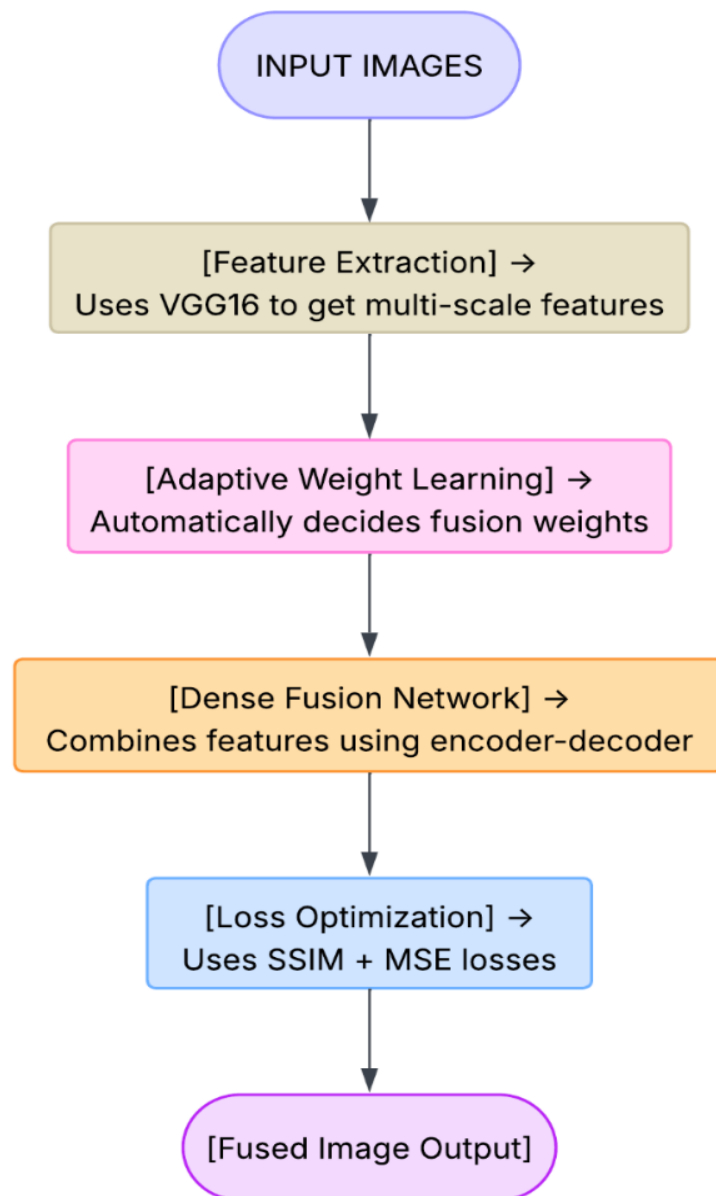 INPUT IMAGES
[Feature Extraction] →
Uses VGG16 to get multi-scale features
[Adaptive Weight Learning] →
Automatically decides fusion weights
[Dense Fusion Network] →
Combines features using encoder-decoder
[Loss Optimization] →
Uses SSIM + MSE losses
[Fused Image Output]